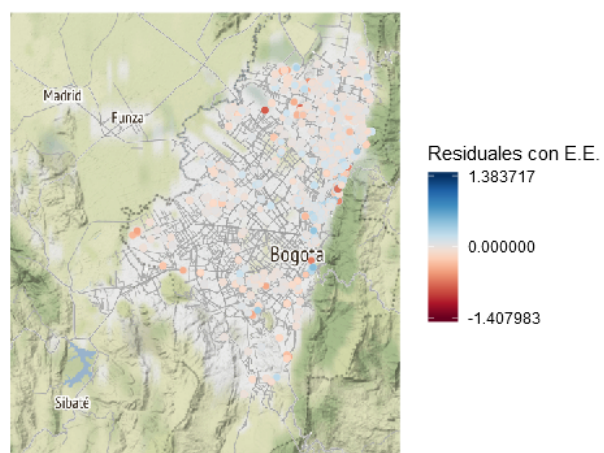 Madrid
Funza
Bogota
Sibaté
Residuales con E.E.
1.383717
0.000000
-1.407983